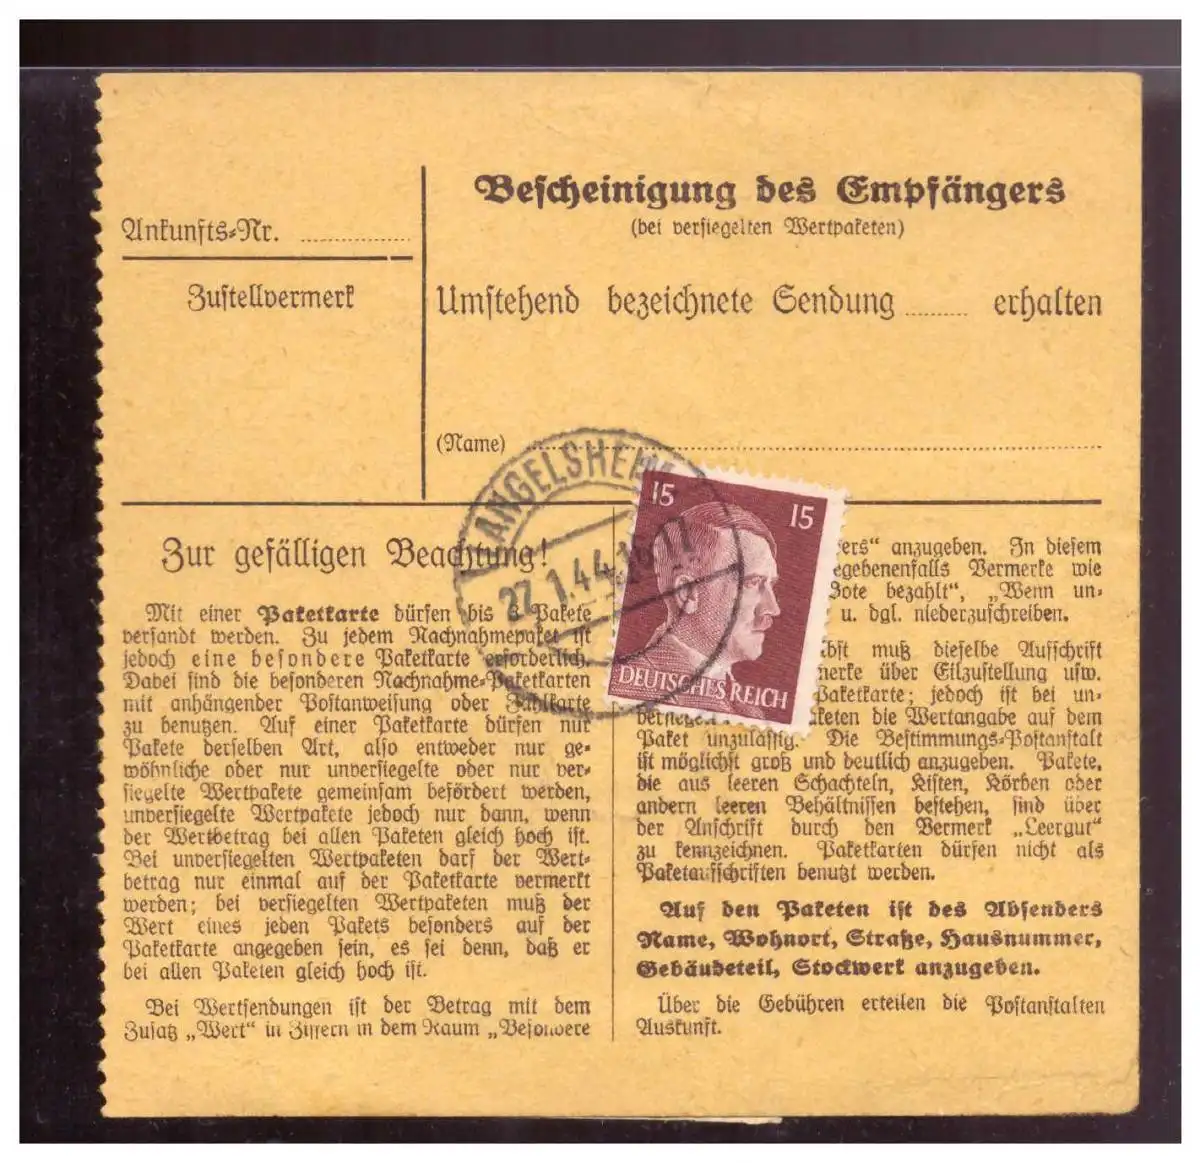 Ankunfts-Nr. ............
Zustellvermerk
Bescheinigung des Empfängers
(bei versiegelten Wertpaketen)
Umstehend bezeichnete Sendung ........ erhalten
(Name)
LANGELSHEIM
27.1.44
15 15
DEUTSCHES REICH
Zur gefälligen Beachtung!
Mit einer Paketkarte dürfen bis 3 Pakete
versandt werden. Zu jedem Nachnahmepaket ist
jedoch eine besondere Paketkarte erforderlich.
Dabei sind die besonderen Nachnahme-Paketkarten
mit anhängender Postanweisung oder Zahlkarte
zu benutzen. Auf einer Paketkarte dürfen nur
Pakete derselben Art, also entweder nur ge-
wöhnliche oder nur unversiegelte oder nur ver-
siegelte Wertpakete gemeinsam befördert werden,
unversiegelte Wertpakete jedoch nur dann, wenn
der Wertbetrag bei allen Paketen gleich hoch ist.
Bei unversiegelten Wertpaketen darf der Wert-
betrag nur einmal auf der Paketkarte vermerkt
werden; bei versiegelten Wertpaketen muß der
Wert eines jeden Pakets besonders auf der
Paketkarte angegeben sein, es sei denn, daß er
bei allen Paketen gleich hoch ist.
Bei Wertsendungen ist der Betrag mit dem
Zusatz „Wert“ in Ziffern in dem Raum „Besondere
ers“ anzugeben. In diesem
egebenenfalls Vermerke wie
ote bezahlt“, „Wenn un-
u. dgl. niederzuschreiben.
bst muß dieselbe Aufschrift
merke über Eilzustellung usw.
Paketkarte; jedoch ist bei un-
versiegelten keten die Wertangabe auf dem
Paket unzulässig. Die Bestimmungs-Postanstalt
ist möglichst groß und deutlich anzugeben. Pakete,
die aus leeren Schachteln, Kisten, Körben oder
andern leeren Behältnissen bestehen, sind über
der Anschrift durch den Vermerk „Leergut“
zu kennzeichnen. Paketkarten dürfen nicht als
Paketaufschriften benutzt werden.
Auf den Paketen ist des Absenders
Name, Wohnort, Straße, Hausnummer,
Gebäudeteil, Stockwerk anzugeben.
Über die Gebühren erteilen die Postanstalten
Auskunft.